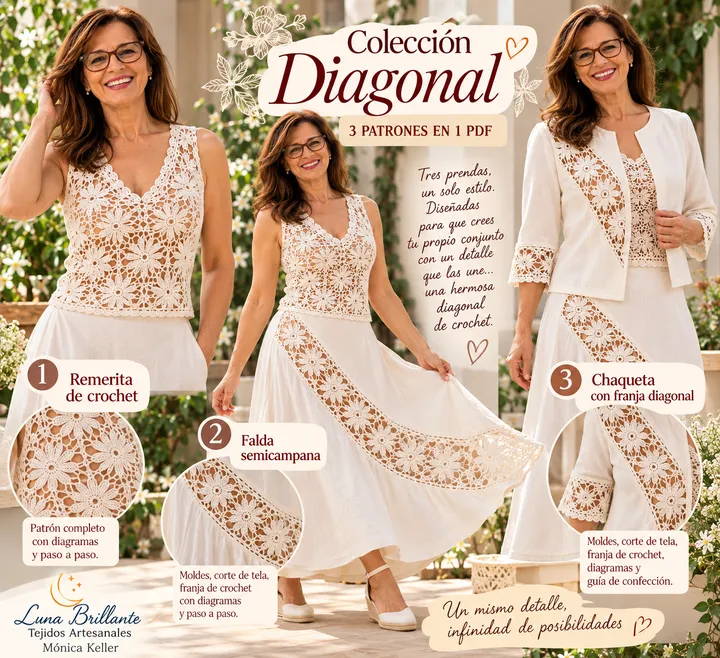 Colección
Diagonal
3 PATRONES EN 1 PDF
Tres prendas,
un solo estilo.
Diseñadas
para que crees
tu propio conjunto
con un detalle
que las une...
una hermosa
diagonal
de crochet.
1
Remerita
de crochet
Patrón completo
con diagramas
y paso a paso.
2
Falda
semicampana
Moldes, corte de tela,
franja de crochet
con diagramas
y paso a paso.
3
Chaqueta
con franja diagonal
Moldes, corte de tela,
franja de crochet,
diagramas y
guía de confección.
Luna Brillante
Tejidos Artesanales
Mónica Keller
Un mismo detalle,
infinidad de posibilidades